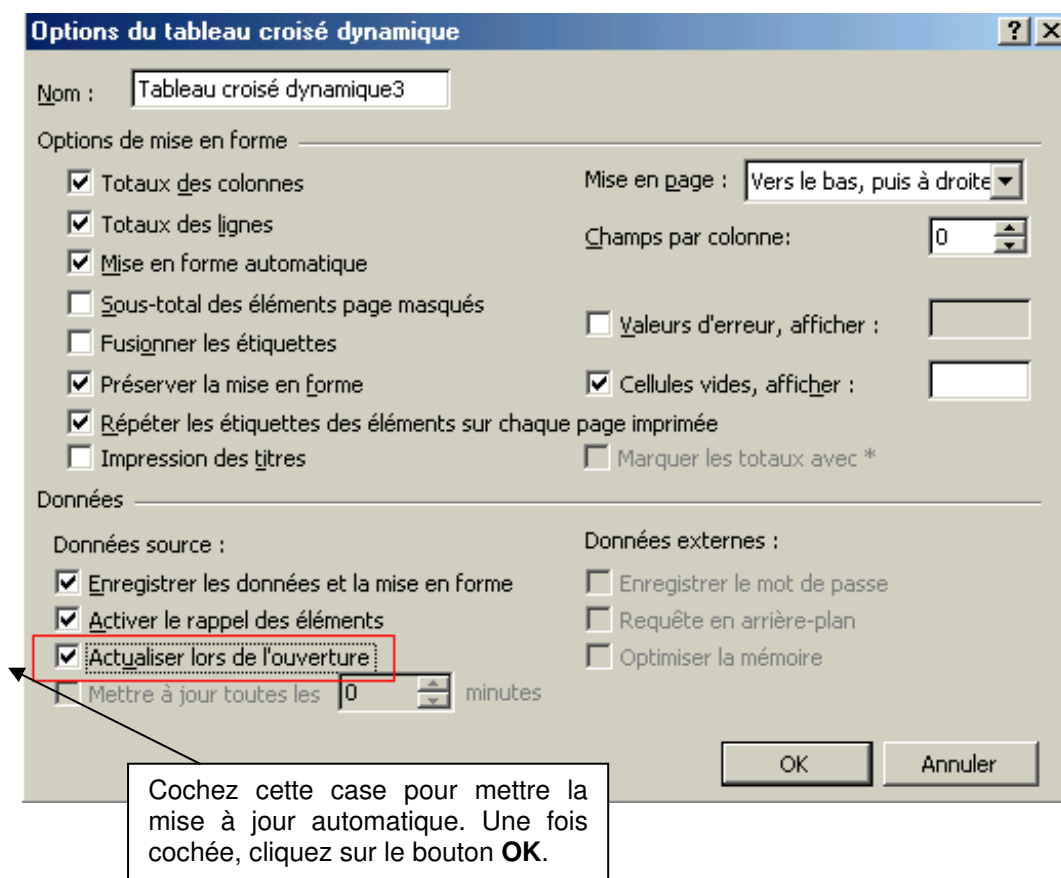 Options du tableau croisé dynamique
Nom : Tableau croisé dynamique3
Options de mise en forme
Totaux des colonnes
Mise en page : Vers le bas, puis à droite
Totaux des lignes
Champs par colonne: 0
Mise en forme automatique
Sous-total des éléments page masqués
Valeurs d'erreur, afficher :
Fusionner les étiquettes
Préserver la mise en forme
Cellules vides, afficher :
Répéter les étiquettes des éléments sur chaque page imprimée
Impression des titres
Marquer les totaux avec *
Données
Données source :
Données externes :
Enregistrer les données et la mise en forme
Enregistrer le mot de passe
Activer le rappel des éléments
Requête en arrière-plan
Actualiser lors de l'ouverture
Optimiser la mémoire
Mettre à jour toutes les 0 minutes
OK
Annuler
Cochez cette case pour mettre la
mise à jour automatique. Une fois
cochée, cliquez sur le bouton OK.